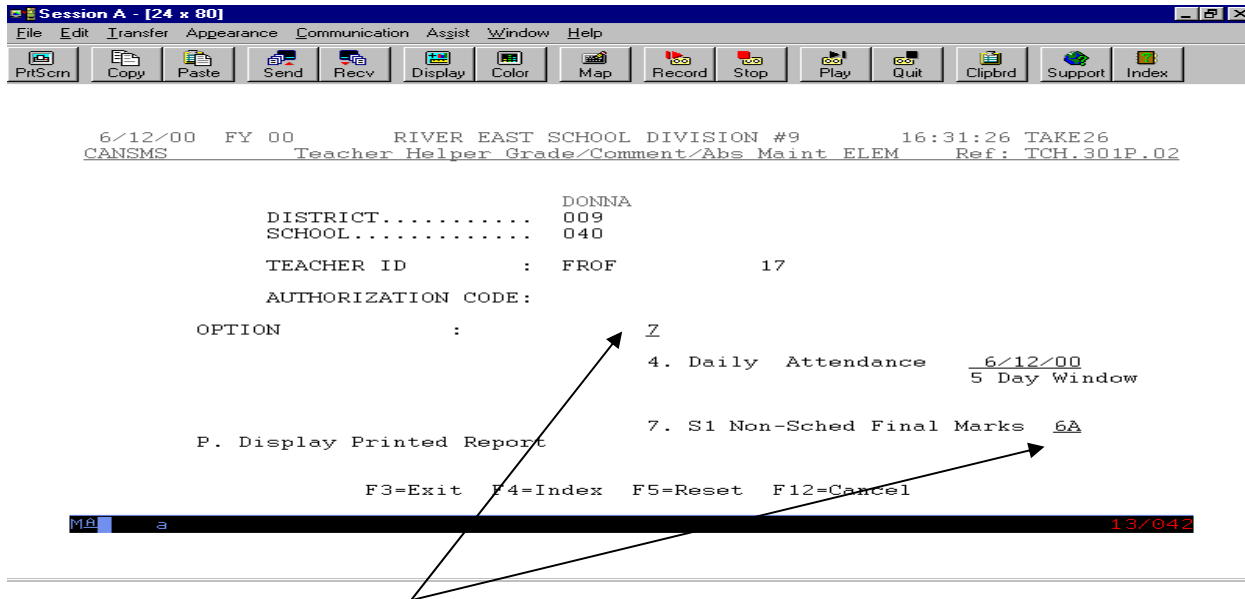 Session A - [24 x 80]
File Edit Transfer Appearance Communication Assist Window Help
PrtScrn Copy Paste Send Recv Display Color Map Record Stop Play Quit Clipbrd Support Index
6/12/00 FY 00 RIVER EAST SCHOOL DIVISION #9 16:31:26 TAKE26
CANSMS Teacher Helper Grade/Comment/Abs Maint ELEM Ref: TCH.301P.02
DONNA
DISTRICT........... 009
SCHOOL............. 040
TEACHER ID : FROF 17
AUTHORIZATION CODE:
OPTION : 7
4. Daily Attendance 6/12/00
5 Day Window
7. S1 Non-Sched Final Marks 6A
P. Display Printed Report
F3=Exit F4=Index F5=Reset F12=Cancel
MA a 13/042